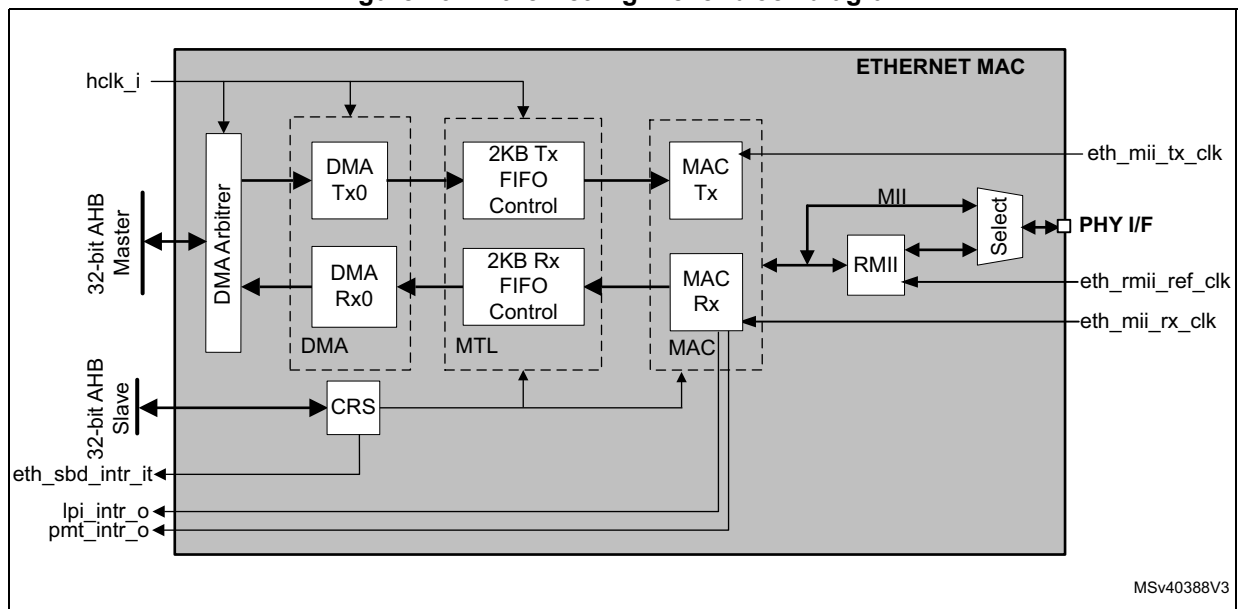 ETHERNET MAC
hclk_i
DMA Arbitrer
DMA
Tx0
2KB Tx
FIFO
Control
MAC
Tx
eth_mii_tx_clk
MII
Select
PHY I/F
32-bit AHB
Master
DMA
Rx0
2KB Rx
FIFO
Control
MAC
Rx
RMII
eth_rmii_ref_clk
eth_mii_rx_clk
DMA
MTL
MAC
32-bit AHB
Slave
CRS
eth_sbd_intr_it
lpi_intr_o
pmt_intr_o
MSv40388V3